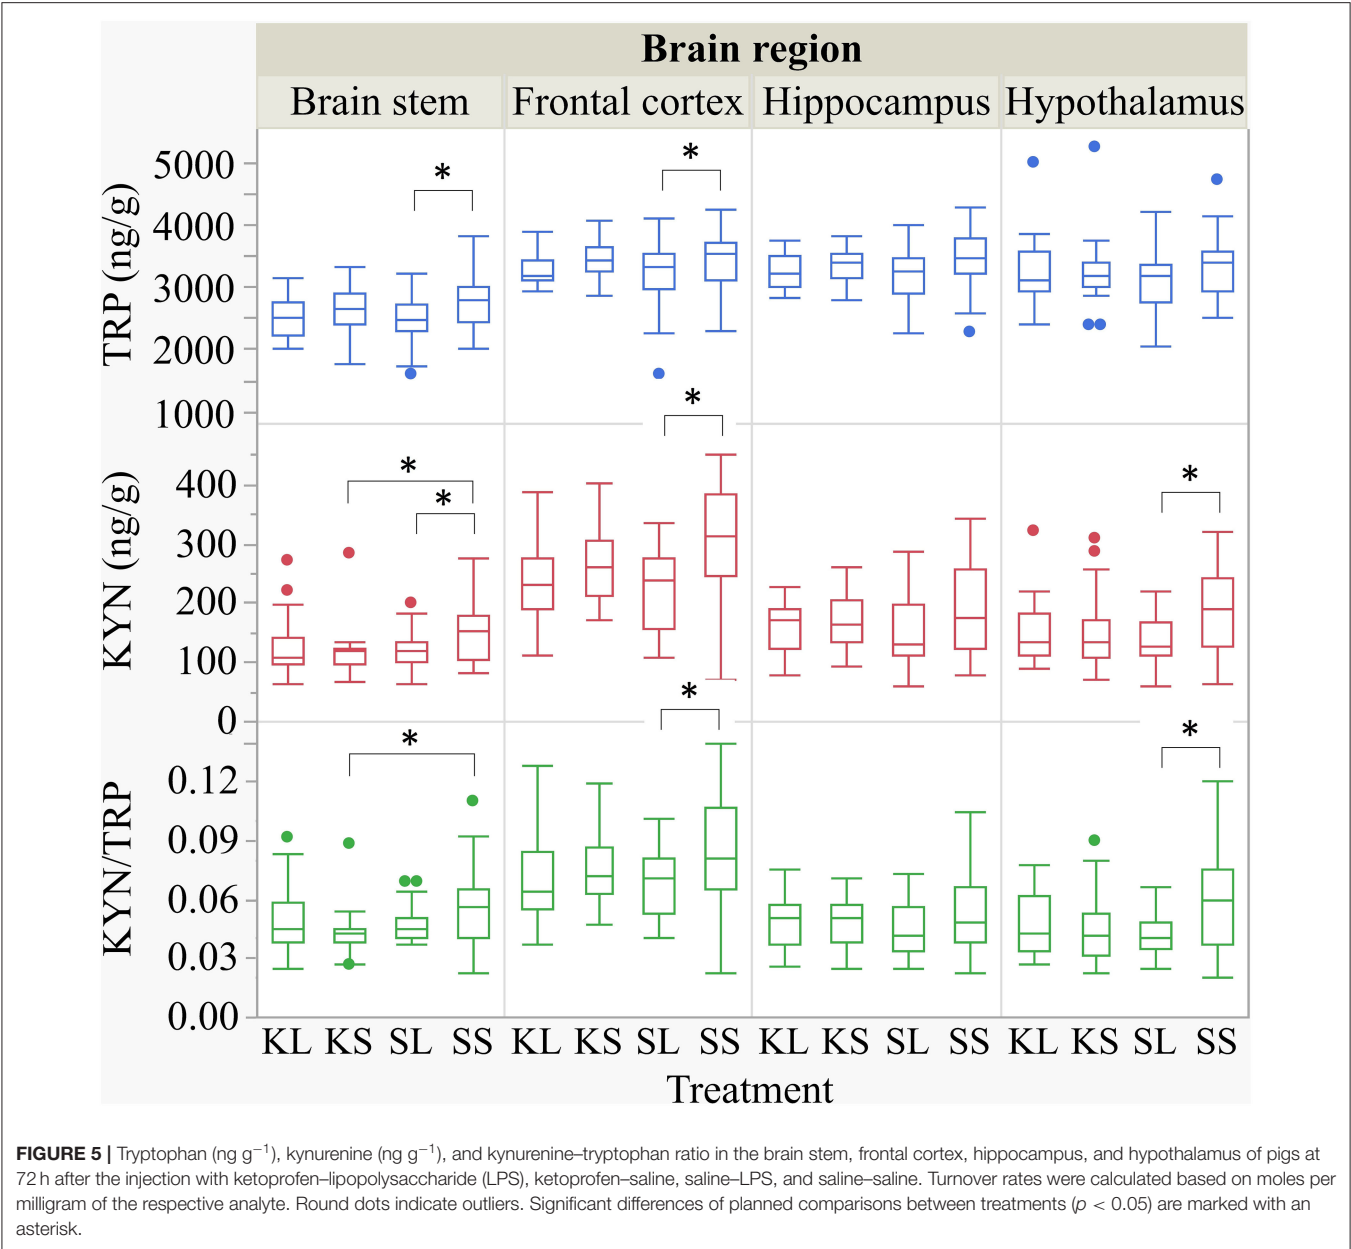 Brain region
Brain stem Frontal cortex Hippocampus Hypothalamus
TRP (ng/g)
5000
4000
3000
2000
1000
* *
KYN (ng/g)
400
300
200
100
0
* * * *
KYN/TRP
0.12
0.09
0.06
0.03
0.00
* * *
KL KS SL SS KL KS SL SS KL KS SL SS KL KS SL SS
Treatment
FIGURE 5 | Tryptophan (ng g⁻¹), kynurenine (ng g⁻¹), and kynurenine–tryptophan ratio in the brain stem, frontal cortex, hippocampus, and hypothalamus of pigs at
72 h after the injection with ketoprofen–lipopolysaccharide (LPS), ketoprofen–saline, saline–LPS, and saline–saline. Turnover rates were calculated based on moles per
milligram of the respective analyte. Round dots indicate outliers. Significant differences of planned comparisons between treatments (p < 0.05) are marked with an
asterisk.